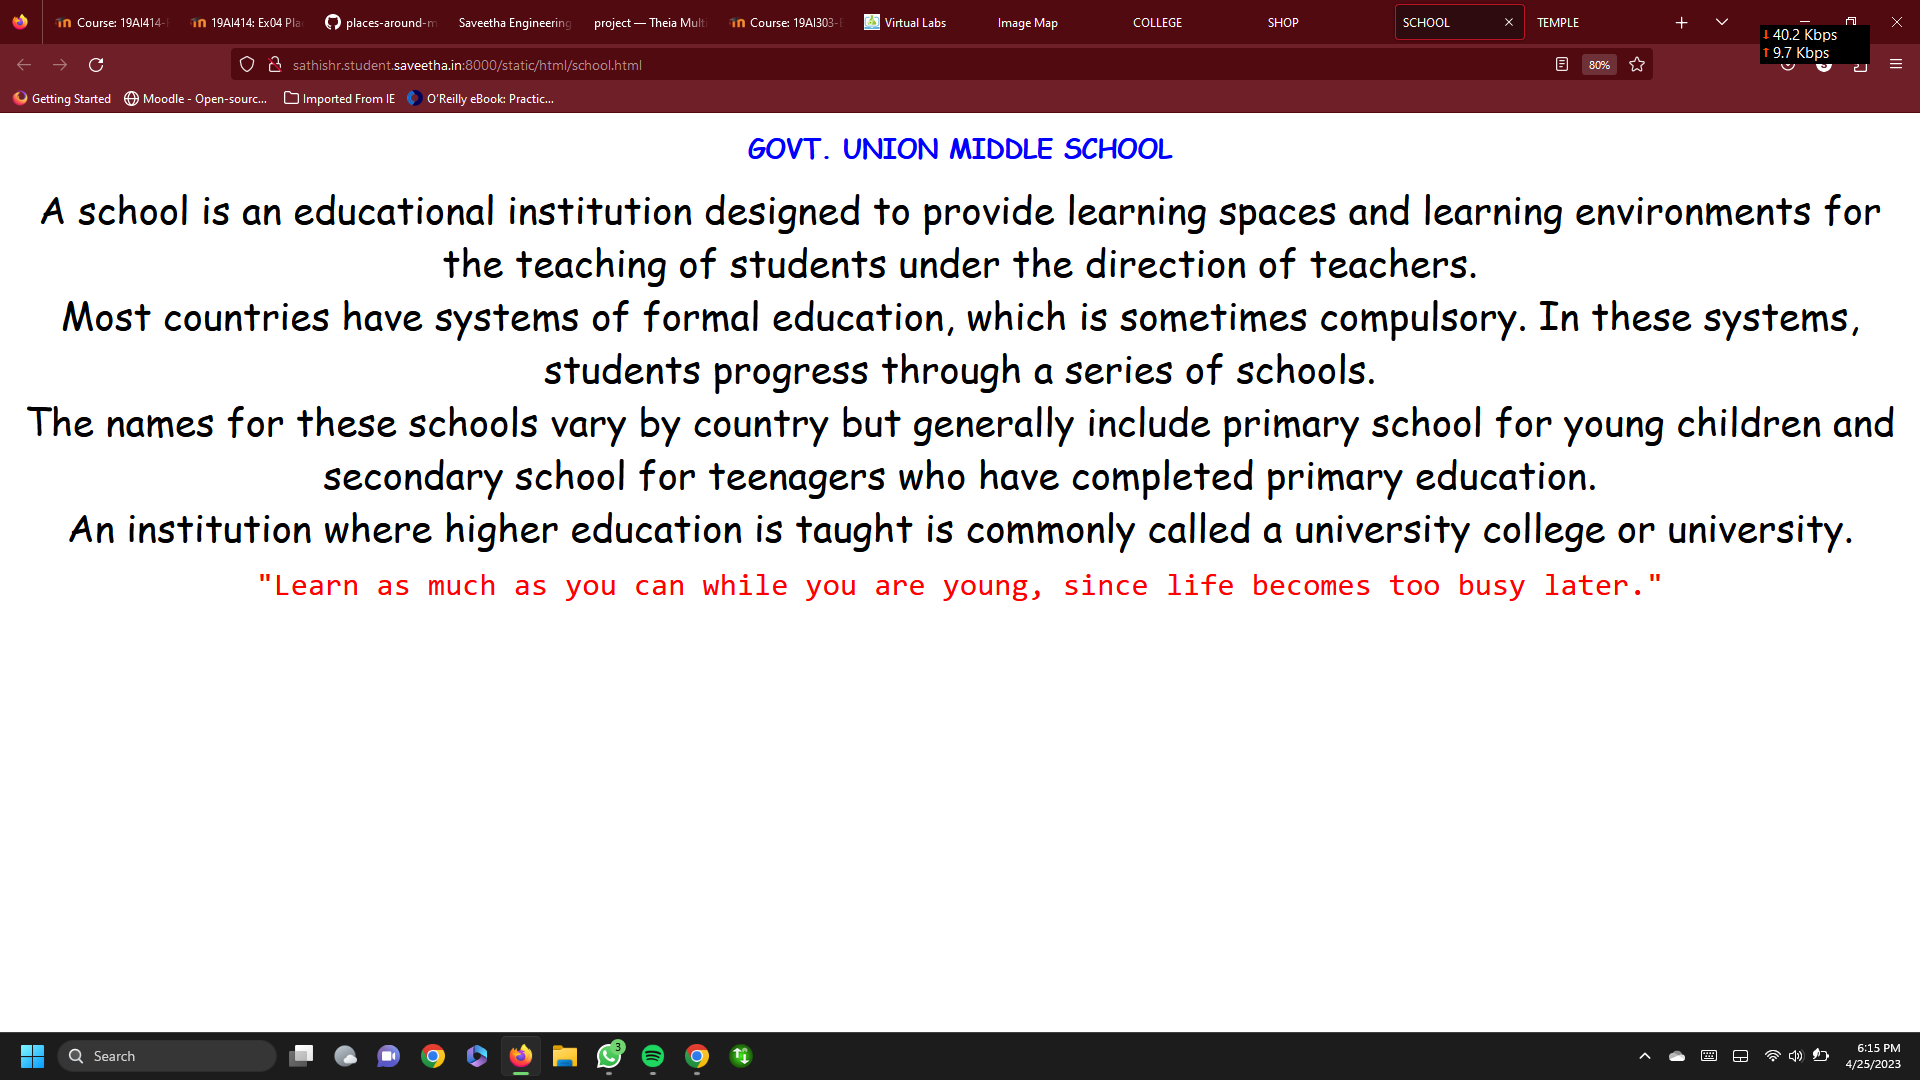 Course: 19AI414-F
19AI414: Ex04 Pla
places-around-m
Saveetha Engineering
project — Theia Mult
Course: 19AI303-
Virtual Labs
Image Map
COLLEGE
SHOP
SCHOOL
TEMPLE
40.2 Kbps
9.7 Kbps
sathishr.student.saveetha.in:8000/static/html/school.html
80%
Getting Started
Moodle - Open-sourc...
Imported From IE
O'Reilly eBook: Practic...
GOVT. UNION MIDDLE SCHOOL
A school is an educational institution designed to provide learning spaces and learning environments for
the teaching of students under the direction of teachers.
Most countries have systems of formal education, which is sometimes compulsory. In these systems,
students progress through a series of schools.
The names for these schools vary by country but generally include primary school for young children and
secondary school for teenagers who have completed primary education.
An institution where higher education is taught is commonly called a university college or university.
"Learn as much as you can while you are young, since life becomes too busy later."
Search
3
6:15 PM
4/25/2023